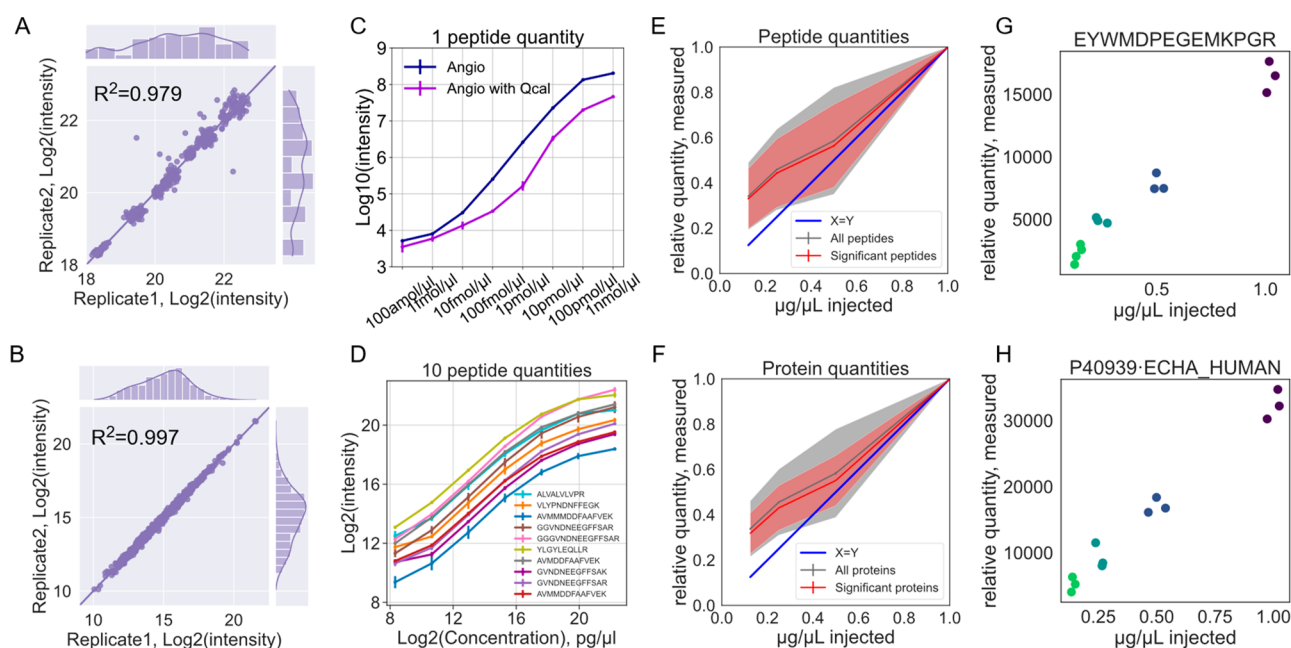 A
R²=0.979
Replicate2, Log2(intensity)
22
20
18
18
20
22
Replicate1, Log2(intensity)
B
R²=0.997
Replicate2, Log2(intensity)
20
15
10
10
15
20
Replicate1, Log2(intensity)
C
1 peptide quantity
Angio
Angio with Qcal
Log10(intensity)
9
8
7
6
5
4
3
100amol/µl
1fmol/µl
10fmol/µl
100fmol/µl
1pmol/µl
10pmol/µl
100pmol/µl
1nmol/µl
D
10 peptide quantities
Log2(intensity)
20
16
12
8
ALVALVLVPR
VLYPNDNFFEGK
AVMMMDDFAAFVEK
GGVNDNEEGFFSAR
GGGVNDNEEGFFSAR
YLGYLEQLLR
AVMDDFAAFVEK
GVNDNEEGFFSAK
GVNDNEEGFFSAR
AVMMDDFAAFVEK
8
12
16
20
Log2(Concentration), pg/µl
E
Peptide quantities
relative quantity, measured
1.0
0.8
0.6
0.4
0.2
0.0
X=Y
All peptides
Significant peptides
0.0
0.2
0.4
0.6
0.8
1.0
µg/µL injected
F
Protein quantities
relative quantity, measured
1.0
0.8
0.6
0.4
0.2
0.0
X=Y
All proteins
Significant proteins
0.0
0.2
0.4
0.6
0.8
1.0
µg/µL injected
G
EYWMDPEGEMKPGR
relative quantity, measured
15000
10000
5000
0.5
1.0
µg/µL injected
H
P40939·ECHA_HUMAN
relative quantity, measured
30000
20000
10000
0.25
0.50
0.75
1.00
µg/µL injected